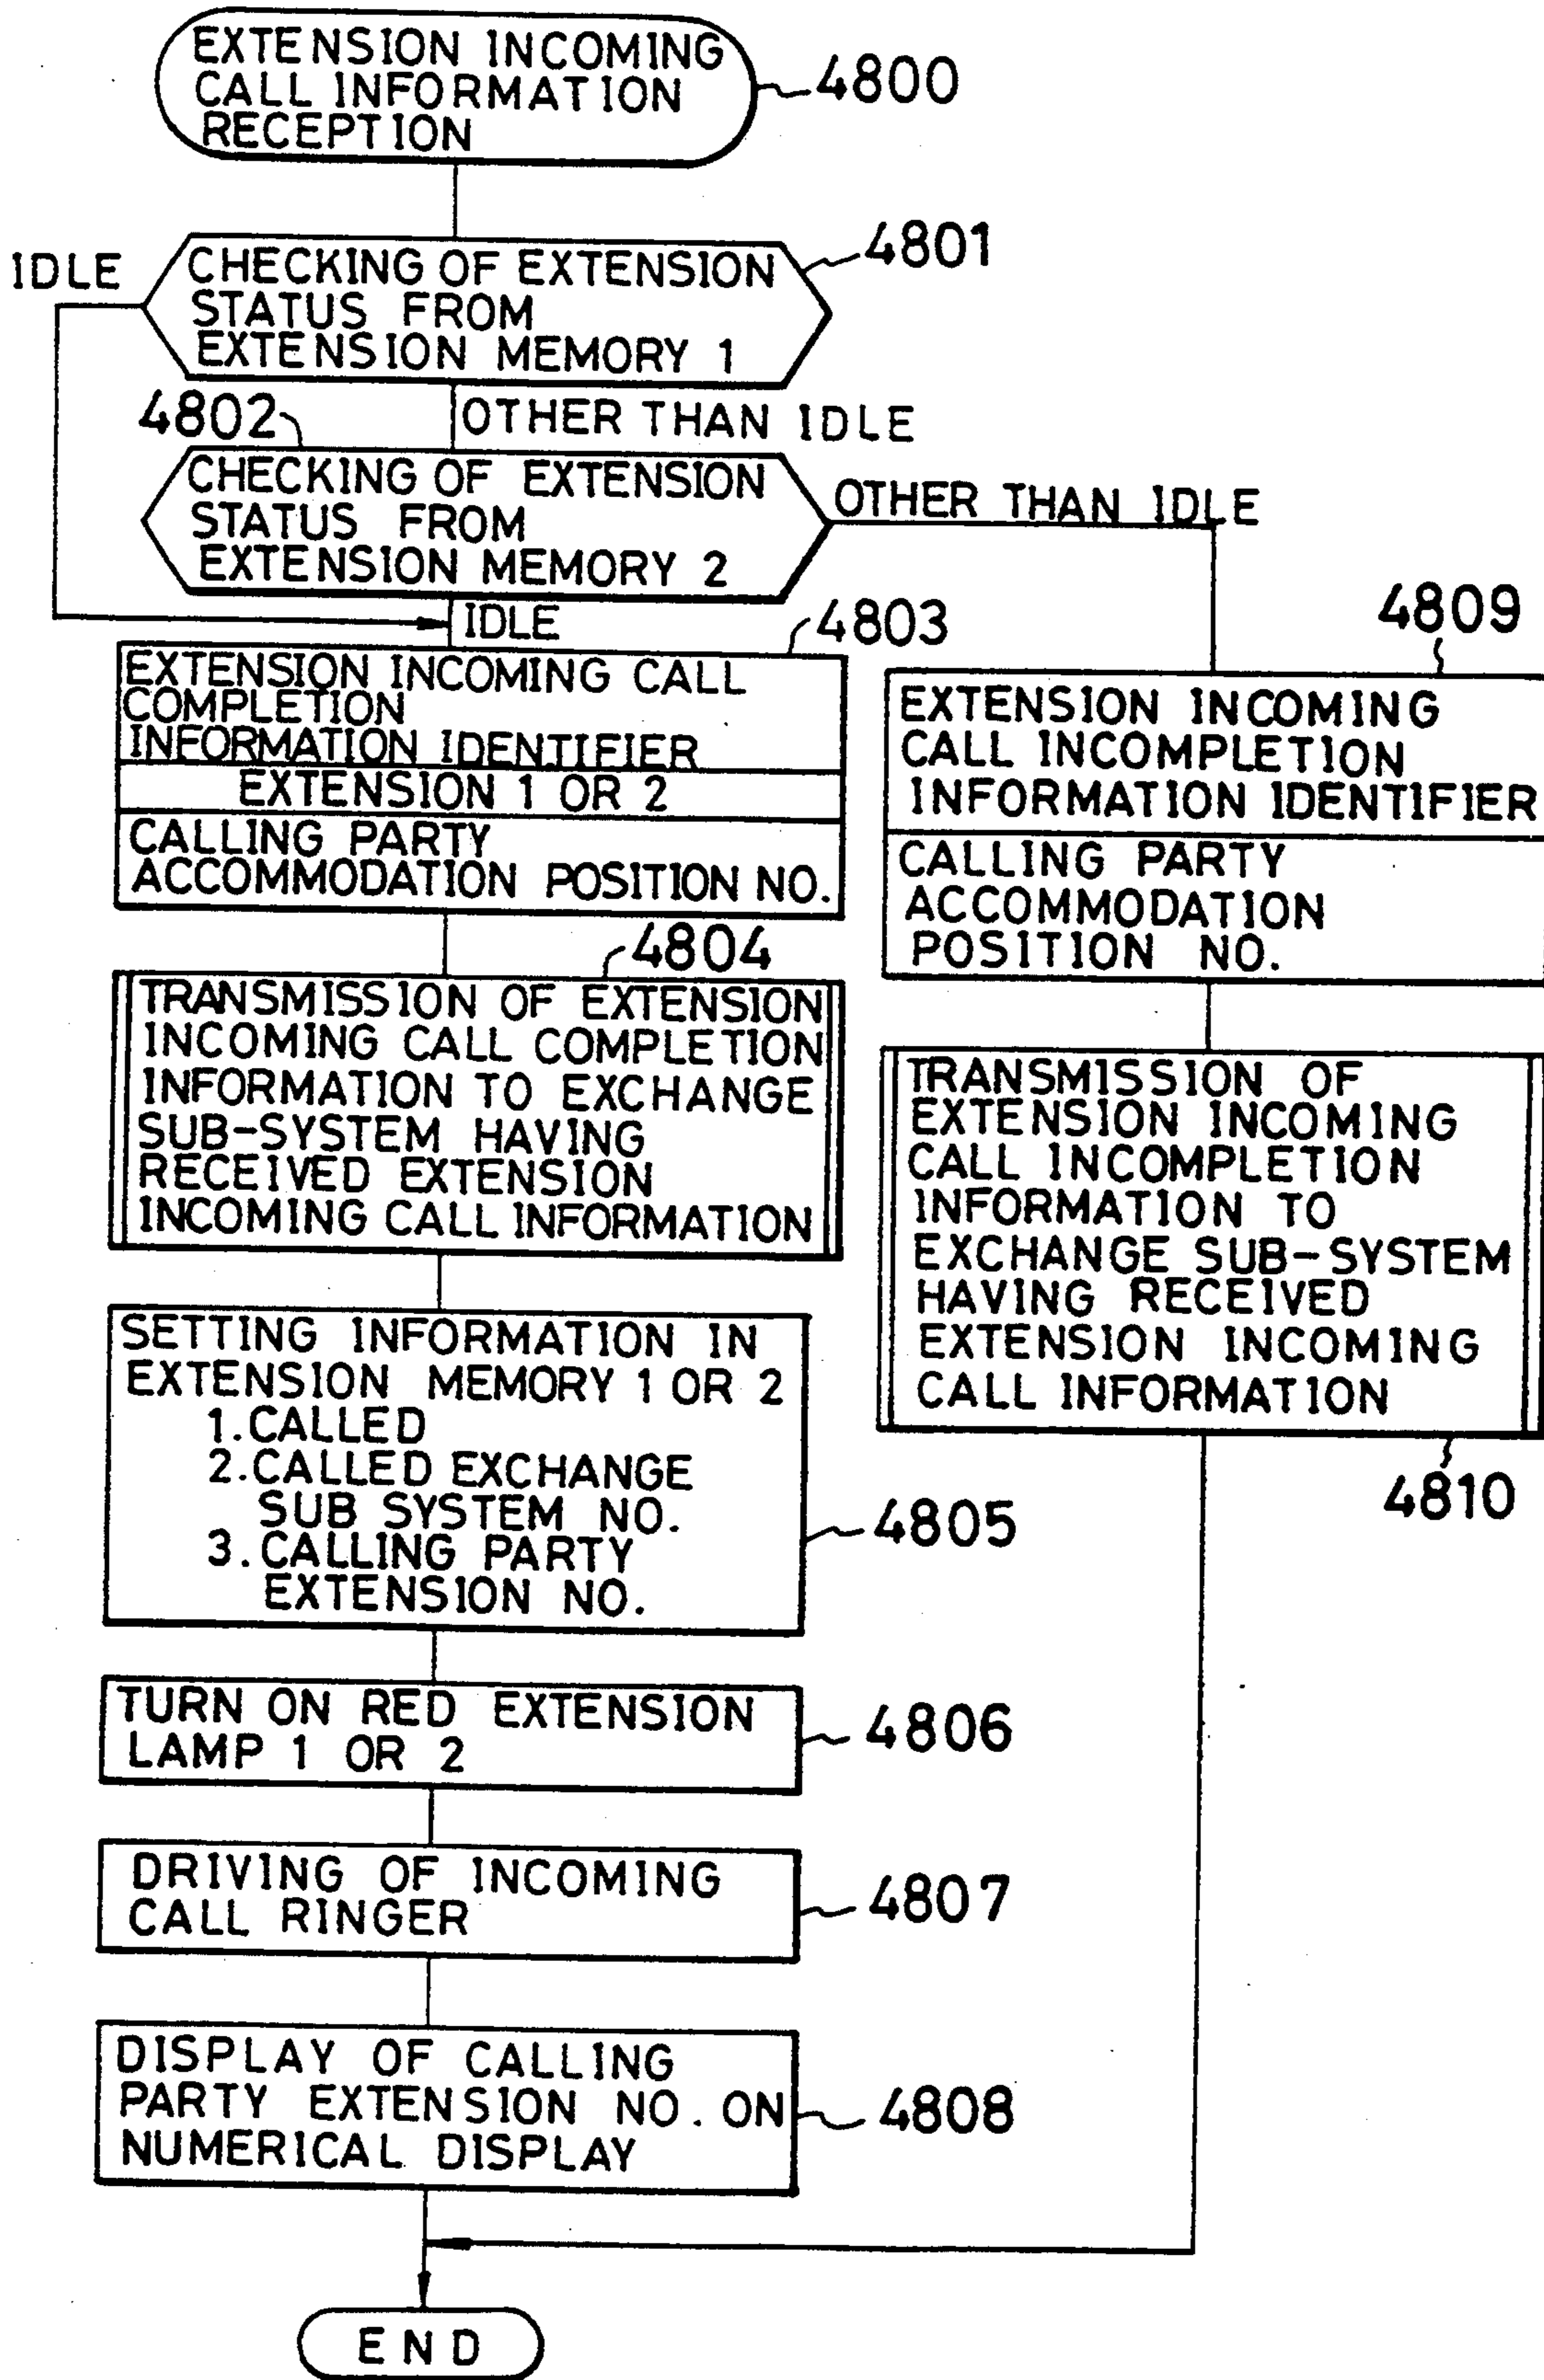 EXTENSION INCOMING
CALL INFORMATION
RECEPTION
4800
IDLE
CHECKING OF EXTENSION
STATUS FROM
EXTENSION MEMORY 1
4801
OTHER THAN IDLE
4802
CHECKING OF EXTENSION
STATUS FROM
EXTENSION MEMORY 2
OTHER THAN IDLE
IDLE
4803
EXTENSION INCOMING CALL
COMPLETION
INFORMATION IDENTIFIER
EXTENSION 1 OR 2
CALLING PARTY
ACCOMMODATION POSITION NO.
4804
TRANSMISSION OF EXTENSION
INCOMING CALL COMPLETION
INFORMATION TO EXCHANGE
SUB-SYSTEM HAVING
RECEIVED EXTENSION
INCOMING CALL INFORMATION
SETTING INFORMATION IN
EXTENSION MEMORY 1 OR 2
1. CALLED
2. CALLED EXCHANGE
SUB SYSTEM NO.
3. CALLING PARTY
EXTENSION NO.
4805
TURN ON RED EXTENSION
LAMP 1 OR 2
4806
DRIVING OF INCOMING
CALL RINGER
4807
DISPLAY OF CALLING
PARTY EXTENSION NO. ON
NUMERICAL DISPLAY
4808
4809
EXTENSION INCOMING
CALL INCOMPLETION
INFORMATION IDENTIFIER
CALLING PARTY
ACCOMMODATION
POSITION NO.
TRANSMISSION OF
EXTENSION INCOMING
CALL INCOMPLETION
INFORMATION TO
EXCHANGE SUB-SYSTEM
HAVING RECEIVED
EXTENSION INCOMING
CALL INFORMATION
4810
END